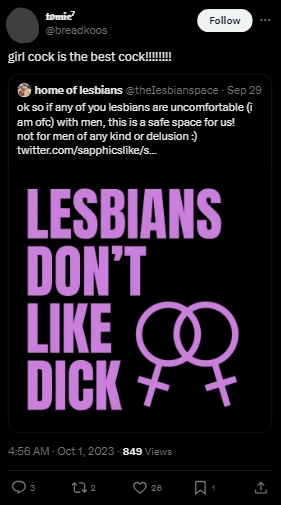 tomie⁷
@breadkoos
Follow
girl cock is the best cock!!!!!!!!
home of lesbians @thelesbianspace · Sep 29
ok so if any of you lesbians are uncomfortable (i
am ofc) with men, this is a safe space for us!
not for men of any kind or delusion :)
twitter.com/sapphicslike/s...
LESBIANS
DON'T
LIKE
DICK
4:56 AM · Oct 1, 2023 · 849 Views
3 2 26 1